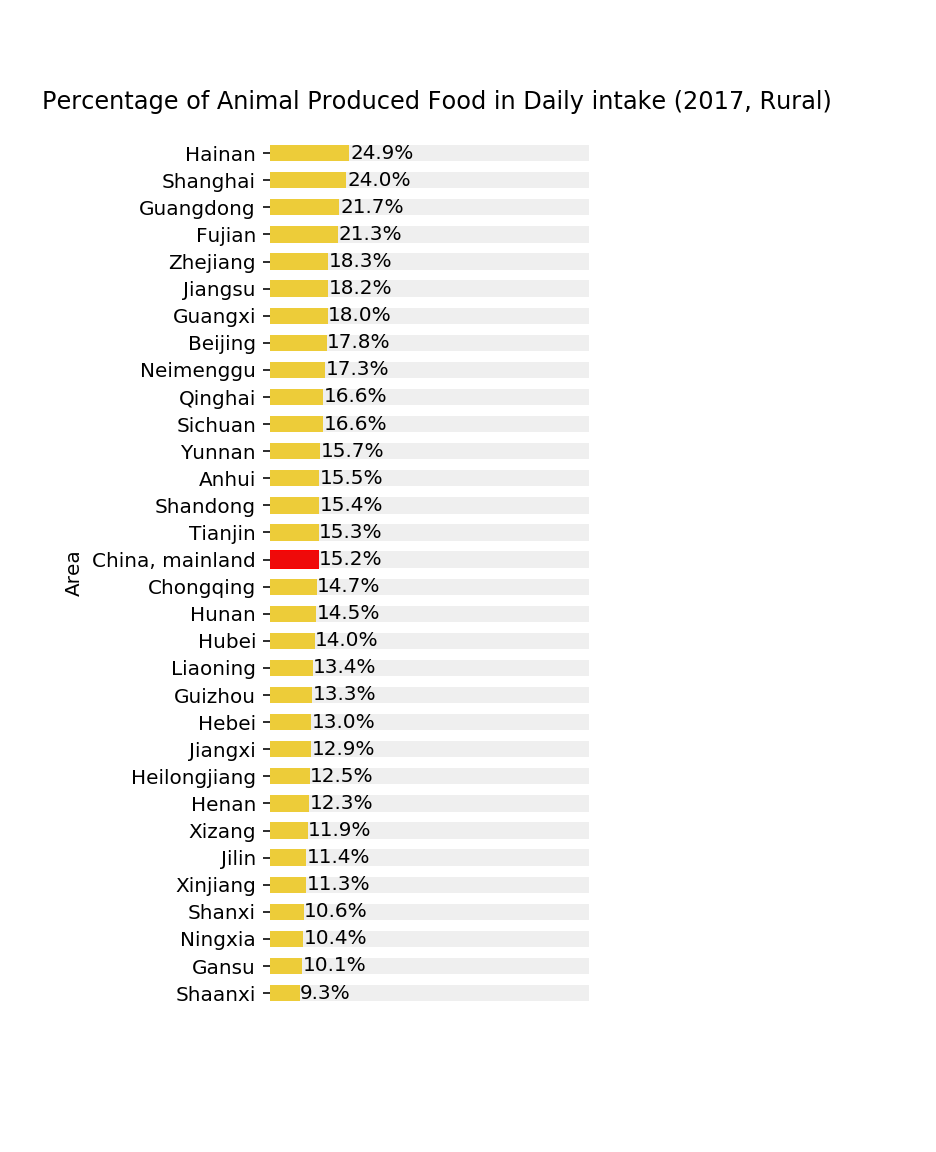 Percentage of Animal Produced Food in Daily intake (2017, Rural)
Area
Hainan 24.9%
Shanghai 24.0%
Guangdong 21.7%
Fujian 21.3%
Zhejiang 18.3%
Jiangsu 18.2%
Guangxi 18.0%
Beijing 17.8%
Neimenggu 17.3%
Qinghai 16.6%
Sichuan 16.6%
Yunnan 15.7%
Anhui 15.5%
Shandong 15.4%
Tianjin 15.3%
China, mainland 15.2%
Chongqing 14.7%
Hunan 14.5%
Hubei 14.0%
Liaoning 13.4%
Guizhou 13.3%
Hebei 13.0%
Jiangxi 12.9%
Heilongjiang 12.5%
Henan 12.3%
Xizang 11.9%
Jilin 11.4%
Xinjiang 11.3%
Shanxi 10.6%
Ningxia 10.4%
Gansu 10.1%
Shaanxi 9.3%